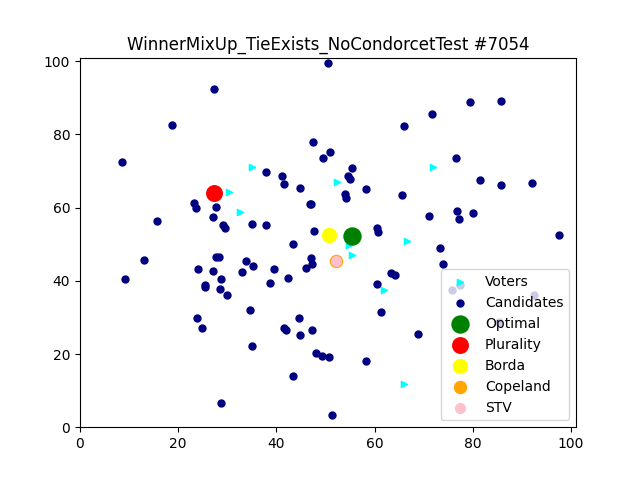 WinnerMixUp_TieExists_NoCondorcetTest #7054
100
80
60
40
20
0
0 20 40 60 80 100
Voters
Candidates
Optimal
Plurality
Borda
Copeland
STV